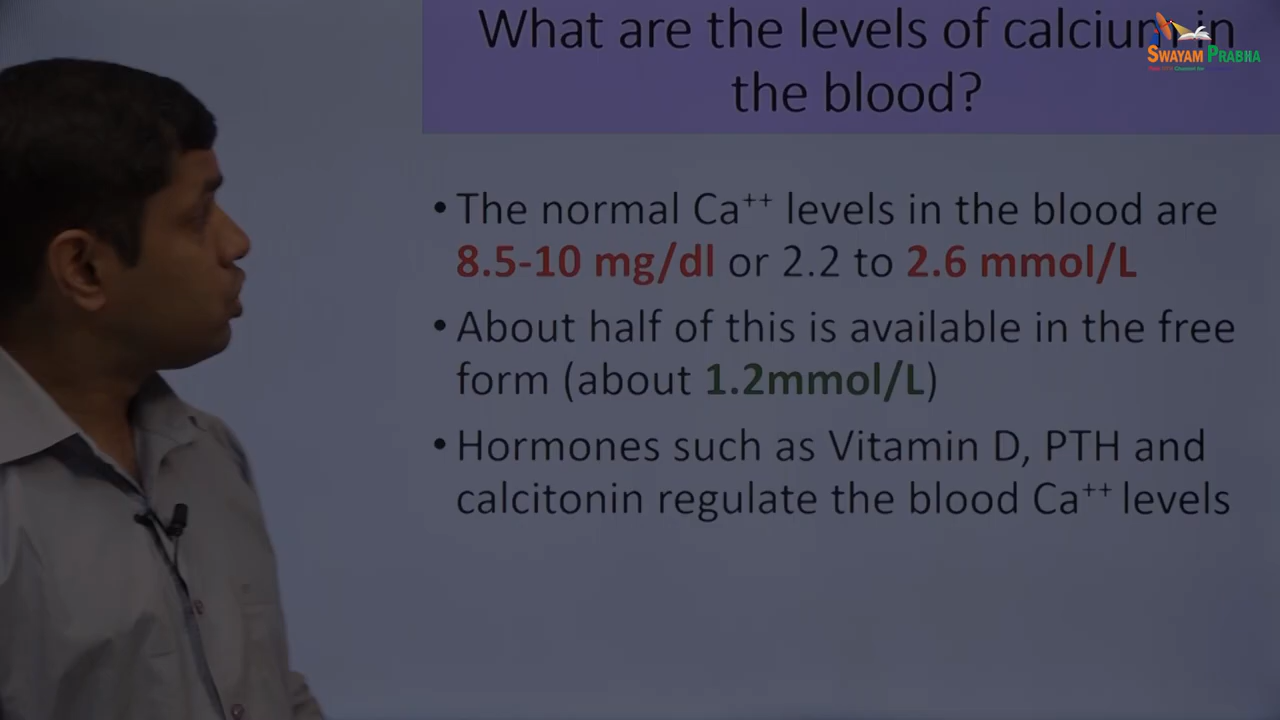 What are the levels of calcium in
the blood?
SWAYAM PRABHA
• The normal Ca⁺⁺ levels in the blood are
8.5-10 mg/dl or 2.2 to 2.6 mmol/L
• About half of this is available in the free
form (about 1.2mmol/L)
• Hormones such as Vitamin D, PTH and
calcitonin regulate the blood Ca⁺⁺ levels